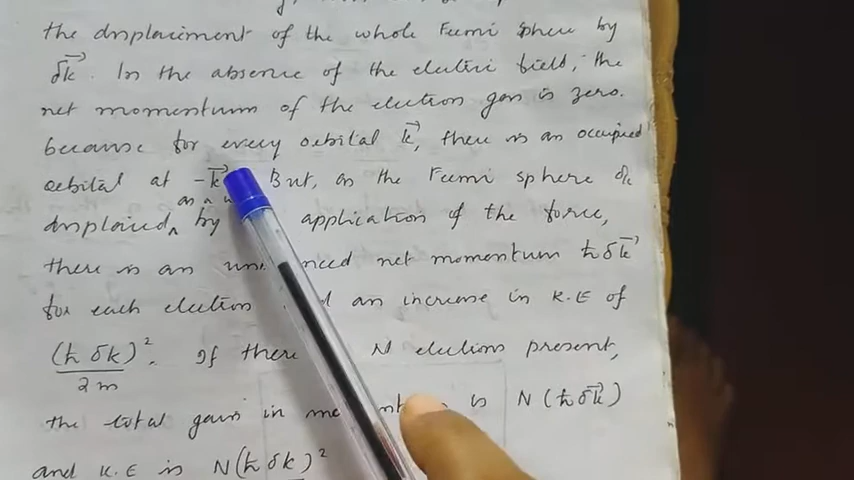 the displacement of the whole Fermi sphere by
δk⃗. In the absence of the electric field, the
net momentum of the electron gas is zero.
because for every orbital k⃗, there is an occupied
orbital at -k⃗ But, as the Fermi sphere
as a
displaced, by application of the force,
there is an net momentum ħδk⃗
for each electron an increase in K.E of
(ħ δk)²/2m. If there N electrons present,
the total gain in is N(ħδk⃗)
and K.E is N(ħ δk)²